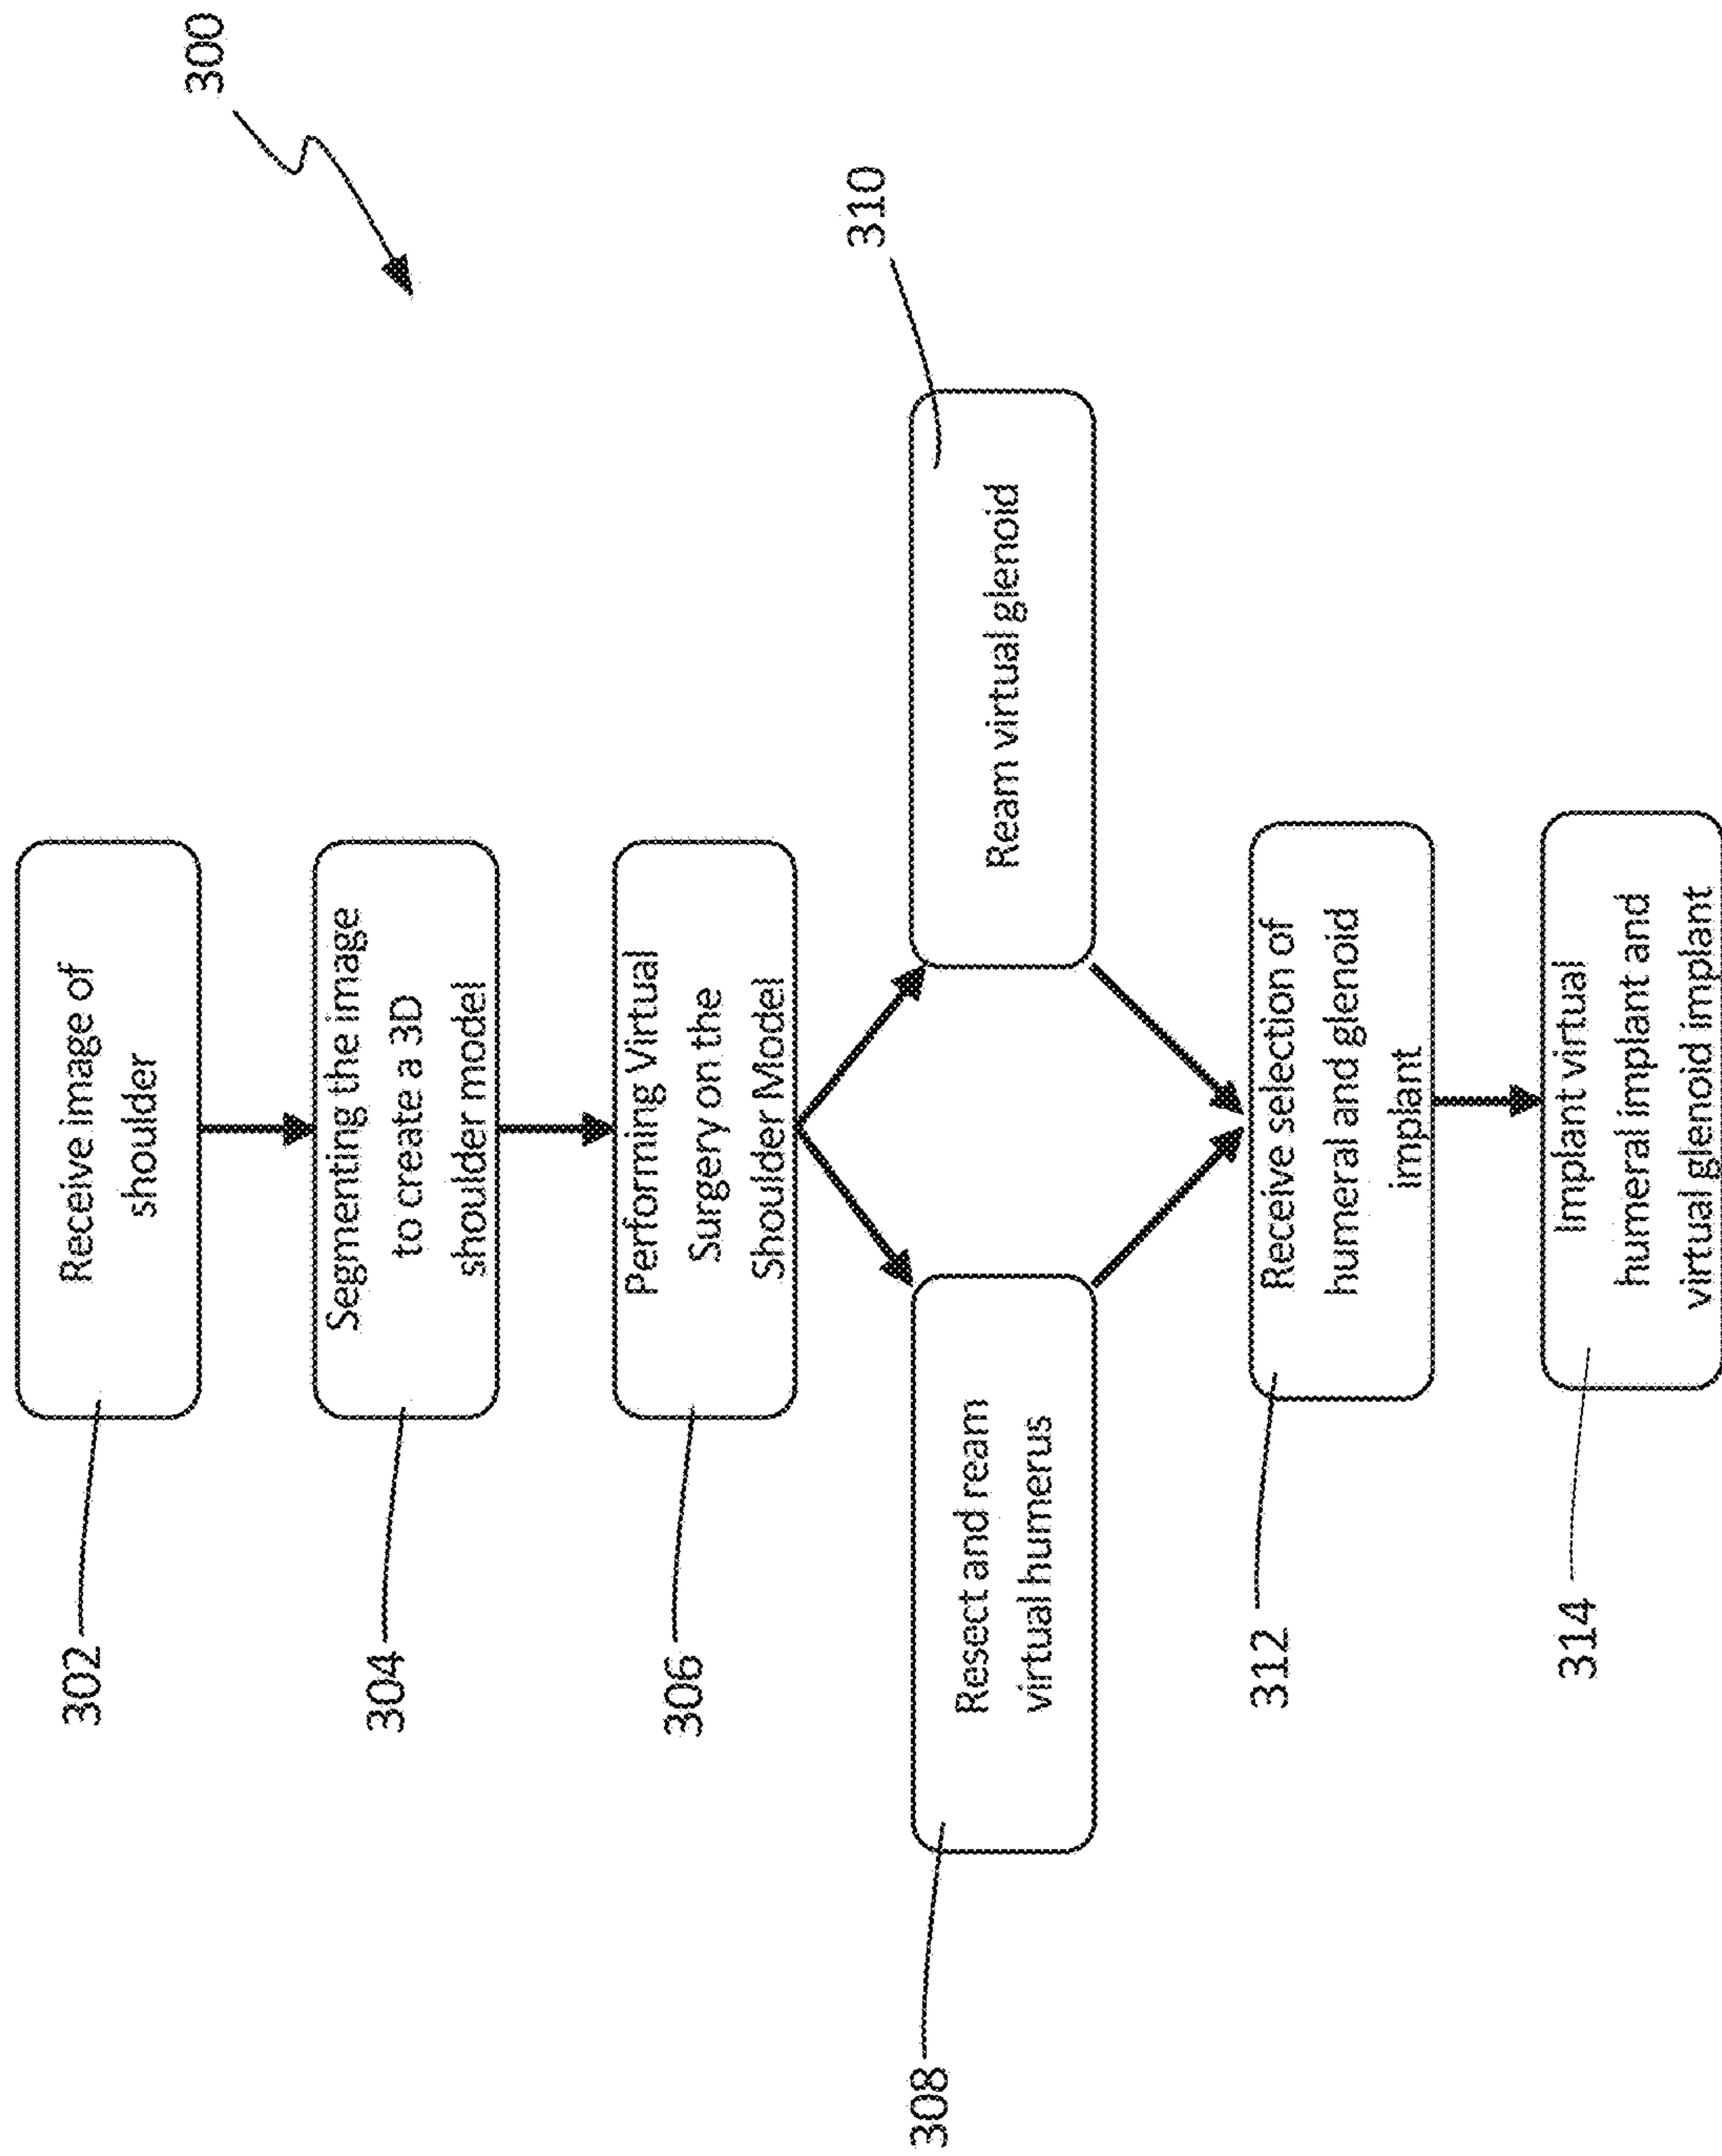 300
302
Receive image of
shoulder
304
Segmenting the image
to create a 3D
shoulder model
306
Performing Virtual
Surgery on the
Shoulder Model
308
Resect and ream
virtual humerus
310
Ream virtual glenoid
312
Receive selection of
humeral and glenoid
implant
314
Implant virtual
humeral implant and
virtual glenoid implant